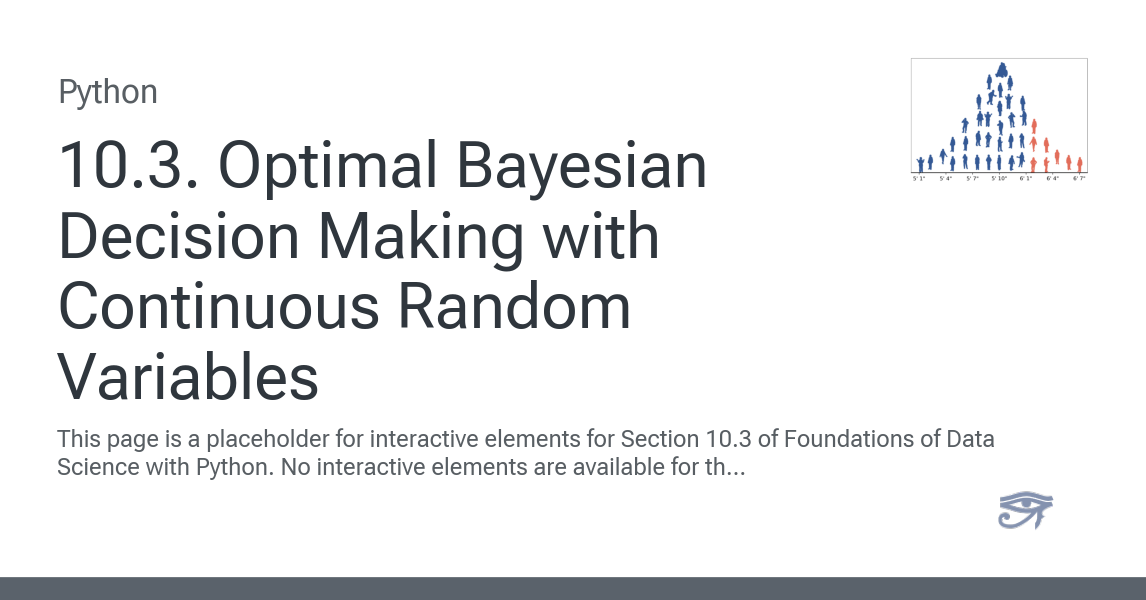 Python
10.3. Optimal Bayesian
Decision Making with
Continuous Random
Variables
This page is a placeholder for interactive elements for Section 10.3 of Foundations of Data
Science with Python. No interactive elements are available for th...
5' 1" 5' 4" 5' 7" 5' 10" 6' 1" 6' 4" 6' 7"